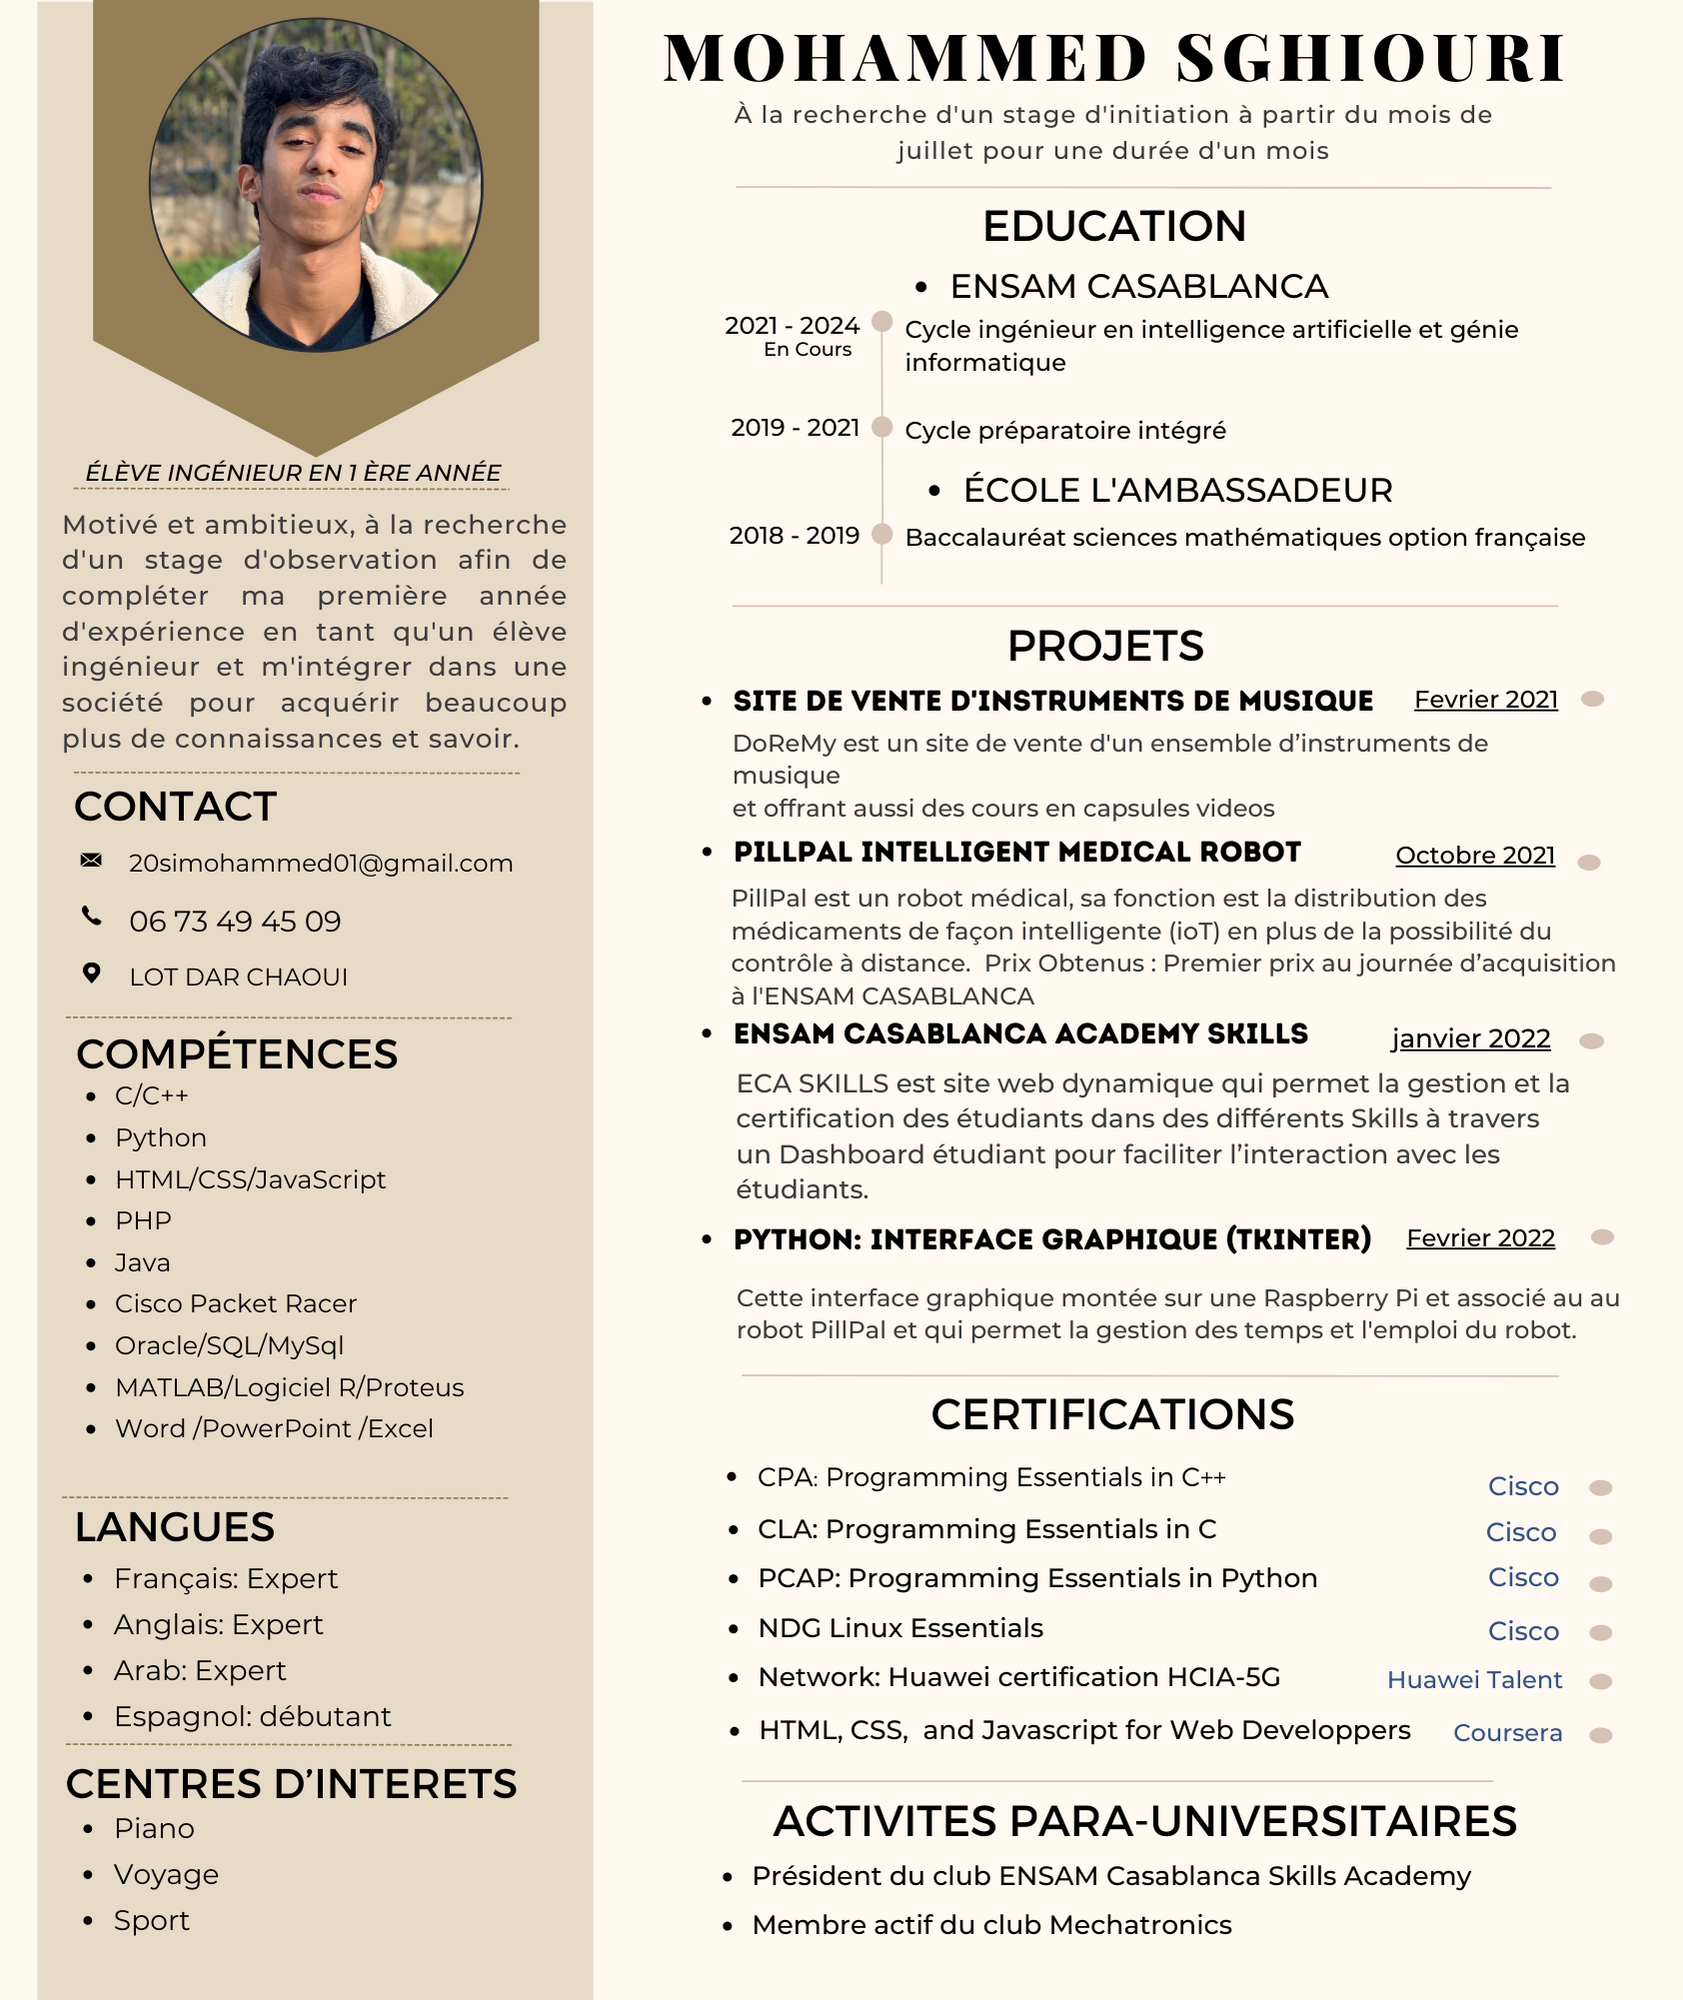 ÉLÈVE INGÉNIEUR EN 1 ÈRE ANNÉE
Motivé et ambitieux, à la recherche
d'un stage d'observation afin de
compléter ma première année
d'expérience en tant qu'un élève
ingénieur et m'intégrer dans une
société pour acquérir beaucoup
plus de connaissances et savoir.
CONTACT
20simohammed01@gmail.com
06 73 49 45 09
LOT DAR CHAOUI
COMPÉTENCES
• C/C++
• Python
• HTML/CSS/JavaScript
• PHP
• Java
• Cisco Packet Racer
• Oracle/SQL/MySql
• MATLAB/Logiciel R/Proteus
• Word /PowerPoint /Excel
LANGUES
• Français: Expert
• Anglais: Expert
• Arab: Expert
• Espagnol: débutant
CENTRES D’INTERETS
• Piano
• Voyage
• Sport
MOHAMMED SGHIOURI
À la recherche d'un stage d'initiation à partir du mois de
juillet pour une durée d'un mois
EDUCATION
• ENSAM CASABLANCA
2021 - 2024 Cycle ingénieur en intelligence artificielle et génie
En Cours informatique
2019 - 2021 Cycle préparatoire intégré
• ÉCOLE L'AMBASSADEUR
2018 - 2019 Baccalauréat sciences mathématiques option française
PROJETS
• SITE DE VENTE D'INSTRUMENTS DE MUSIQUE Fevrier 2021
DoReMy est un site de vente d'un ensemble d’instruments de
musique
et offrant aussi des cours en capsules videos
• PILLPAL INTELLIGENT MEDICAL ROBOT Octobre 2021
PillPal est un robot médical, sa fonction est la distribution des
médicaments de façon intelligente (ioT) en plus de la possibilité du
contrôle à distance. Prix Obtenus : Premier prix au journée d’acquisition
à l'ENSAM CASABLANCA
• ENSAM CASABLANCA ACADEMY SKILLS janvier 2022
ECA SKILLS est site web dynamique qui permet la gestion et la
certification des étudiants dans des différents Skills à travers
un Dashboard étudiant pour faciliter l’interaction avec les
étudiants.
• PYTHON: INTERFACE GRAPHIQUE (TKINTER) Fevrier 2022
Cette interface graphique montée sur une Raspberry Pi et associé au au
robot PillPal et qui permet la gestion des temps et l'emploi du robot.
CERTIFICATIONS
• CPA: Programming Essentials in C++ Cisco
• CLA: Programming Essentials in C Cisco
• PCAP: Programming Essentials in Python Cisco
• NDG Linux Essentials Cisco
• Network: Huawei certification HCIA-5G Huawei Talent
• HTML, CSS, and Javascript for Web Developpers Coursera
ACTIVITES PARA-UNIVERSITAIRES
• Président du club ENSAM Casablanca Skills Academy
• Membre actif du club Mechatronics